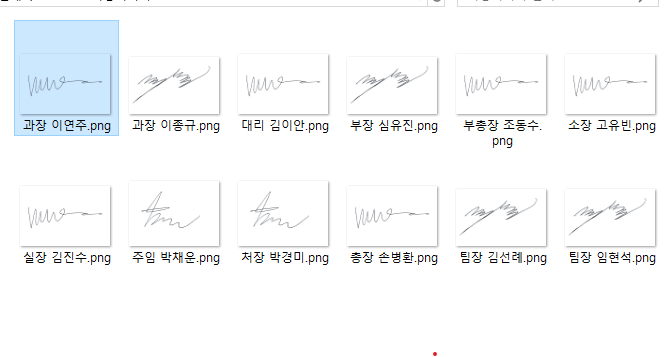 과장 이연주.png
과장 이종규.png
대리 김이안.png
부장 심유진.png
부총장 조동수.
png
소장 고유빈.png
실장 김진수.png
주임 박재운.png
처장 박경미.png
총장 손병환.png
팀장 김선례.png
팀장 임현석.png